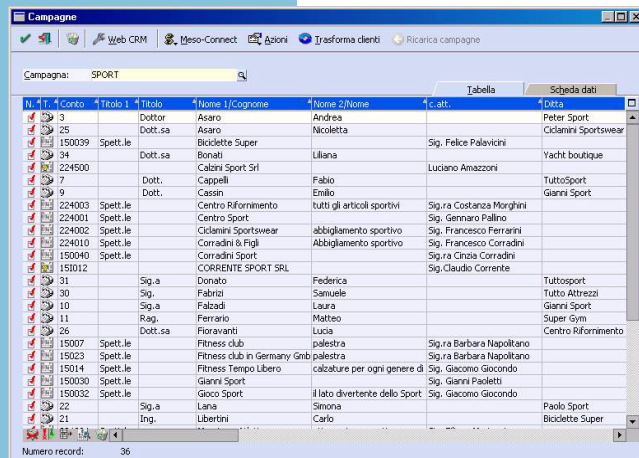 Campagne
Web CRM Meso-Connect Azioni Trasforma clienti Ricarica campagne
Campagna: SPORT
Tabella Scheda dati
N. T. Conto Titolo 1 Titolo Nome 1/Cognome Nome 2/Nome c.att. Ditta
3 Dottor Asaro Andrea Peter Sport
25 Dott.sa Asaro Nicoletta Ciclamini Sportswear
150039 Spett.le Biciclette Super Sig. Felice Palavicini
34 Dott.sa Bonati Liliana Yacht boutique
224500 Calzini Sport Srl Luciano Amazzoni
7 Dott. Cappelli Fabio TuttoSport
9 Dott. Cassin Emilio Gianni Sport
224003 Spett.le Centro Rifornimento tutti gli articoli sportivi Sig.ra Costanza Morghini
224001 Spett.le Centro Sport Sig. Gennaro Pallino
224002 Spett.le Ciclamini Sportswear abbigliamento sportivo Sig. Francesco Ferrarini
224010 Spett.le Corradini & Figli Abbigliamento sportivo Sig. Francesco Corradini
150040 Spett.le Corradini Sport Sig.ra Cinzia Corradini
15I012 CORRENTE SPORT SRL Sig.Claudio Corrente
31 Sig.a Donato Federica Tuttosport
30 Sig. Fabrizi Samuele Tutto Attrezzi
10 Sig.a Falzadi Laura Gianni Sport
11 Rag. Ferrario Matteo Super Gym
26 Dott.sa Fioravanti Lucia Centro Rifornimento
15007 Spett.le Fitness club palestra Sig.ra Barbara Napolitano
15023 Spett.le Fitness club in Germany Gmb palestra Sig.ra Barbara Napolitano
15014 Spett.le Fitness Tempo Libero calzature per ogni genere di Sig. Giacomo Giocondo
150030 Spett.le Gianni Sport Sig. Gianni Paoletti
150032 Spett.le Gioco Sport il lato divertente dello Sport Sig. Giacomo Giocondo
22 Sig.a Lana Simona Paolo Sport
21 Ing. Libertini Carlo Biciclette Super
Numero record: 36